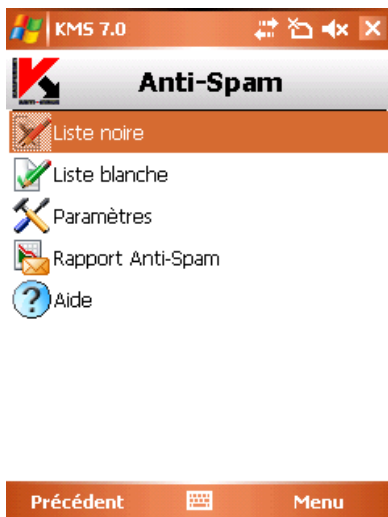 KMS 7.0
Anti-Spam
Liste noire
Liste blanche
Paramètres
Rapport Anti-Spam
Aide
Précédent
Menu